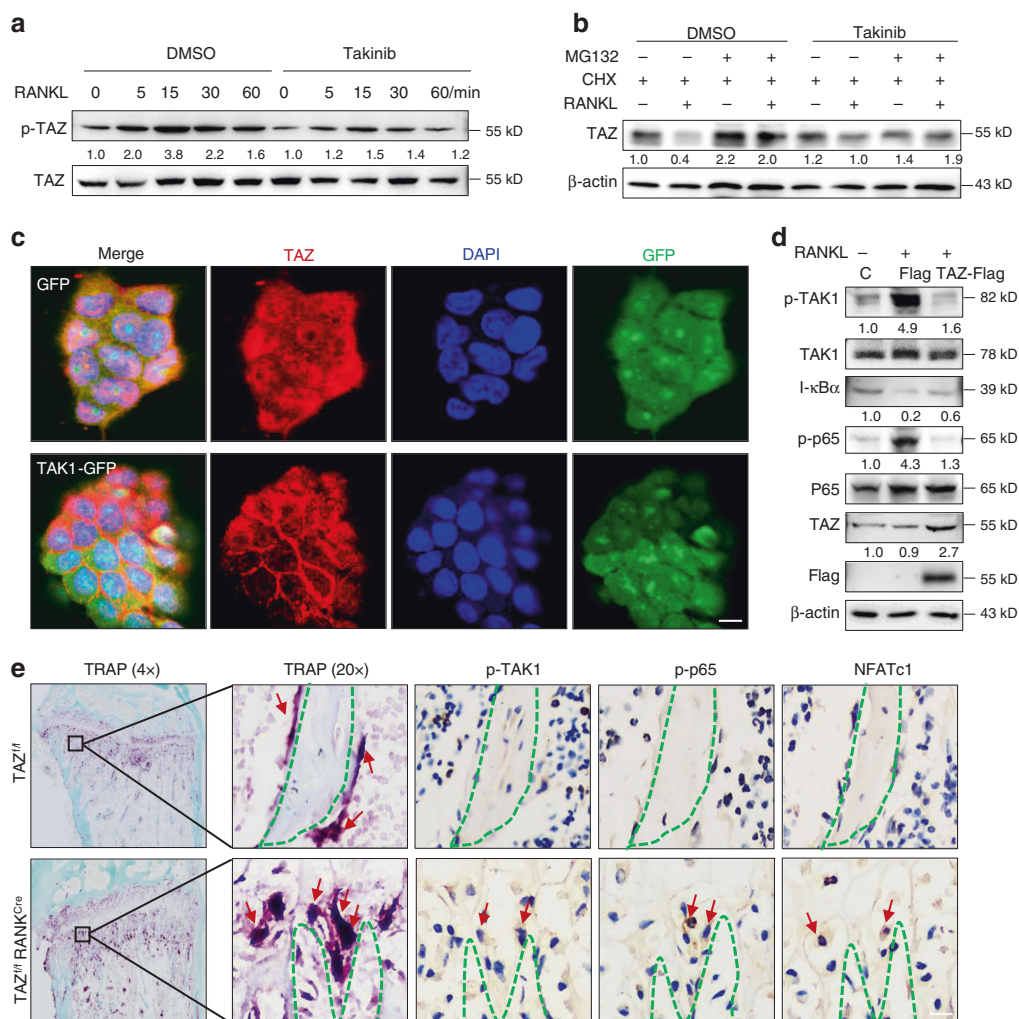 a
DMSO Takinib
RANKL 0 5 15 30 60 0 5 15 30 60/min
p-TAZ 55 kD
1.0 2.0 3.8 2.2 1.6 1.0 1.2 1.5 1.4 1.2
TAZ 55 kD
b
DMSO Takinib
MG132 − − + + − − + +
CHX + + + + + + + +
RANKL − + − + − + − +
TAZ 55 kD
1.0 0.4 2.2 2.0 1.2 1.0 1.4 1.9
β-actin 43 kD
c
Merge TAZ DAPI GFP
GFP
TAK1-GFP
d
RANKL − + +
C Flag TAZ-Flag
p-TAK1 82 kD
1.0 4.9 1.6
TAK1 78 kD
I-κBα 39 kD
1.0 0.2 0.6
p-p65 65 kD
1.0 4.3 1.3
P65 65 kD
TAZ 55 kD
1.0 0.9 2.7
Flag 55 kD
β-actin 43 kD
e
TRAP (4×) TRAP (20×) p-TAK1 p-p65 NFATc1
TAZf/f
TAZf/f RANKCre